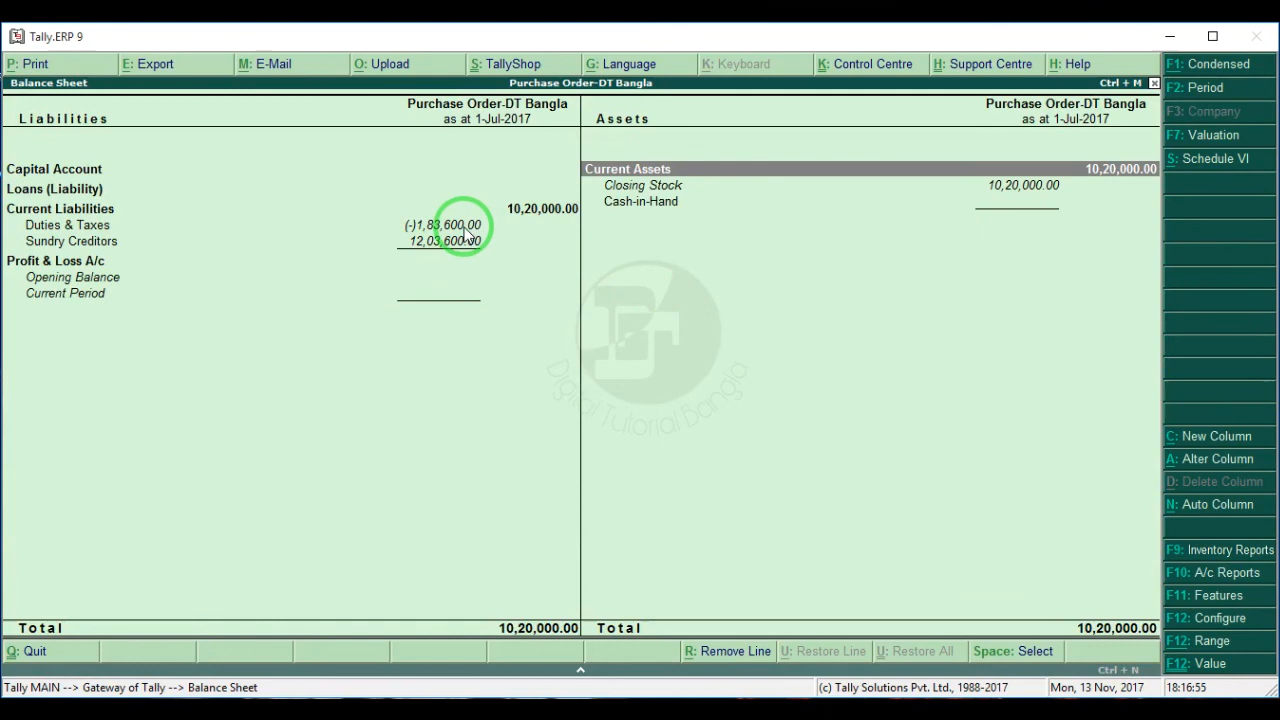 Tally.ERP 9
P: Print E: Export M: E-Mail O: Upload S: TallyShop G: Language K: Keyboard K: Control Centre H: Support Centre H: Help
Balance Sheet Purchase Order-DT Bangla Ctrl + M
Liabilities Purchase Order-DT Bangla Assets Purchase Order-DT Bangla
as at 1-Jul-2017 as at 1-Jul-2017
Capital Account Current Assets 10,20,000.00
Closing Stock 10,20,000.00
Loans (Liability)
Cash-in-Hand
Current Liabilities 10,20,000.00
Duties & Taxes (-)1,83,600.00
Sundry Creditors 12,03,600.00
Profit & Loss A/c
Opening Balance
Current Period
Digital Tutorial Bangla
Total 10,20,000.00 Total 10,20,000.00
Q: Quit R: Remove Line U: Restore Line U: Restore All Space: Select
Ctrl + N
Tally MAIN --> Gateway of Tally --> Balance Sheet (c) Tally Solutions Pvt. Ltd., 1988-2017 Mon, 13 Nov, 2017 18:16:55
F1: Condensed
F2: Period
F3: Company
F7: Valuation
S: Schedule VI
C: New Column
A: Alter Column
D: Delete Column
N: Auto Column
F9: Inventory Reports
F10: A/c Reports
F11: Features
F12: Configure
F12: Range
F12: Value